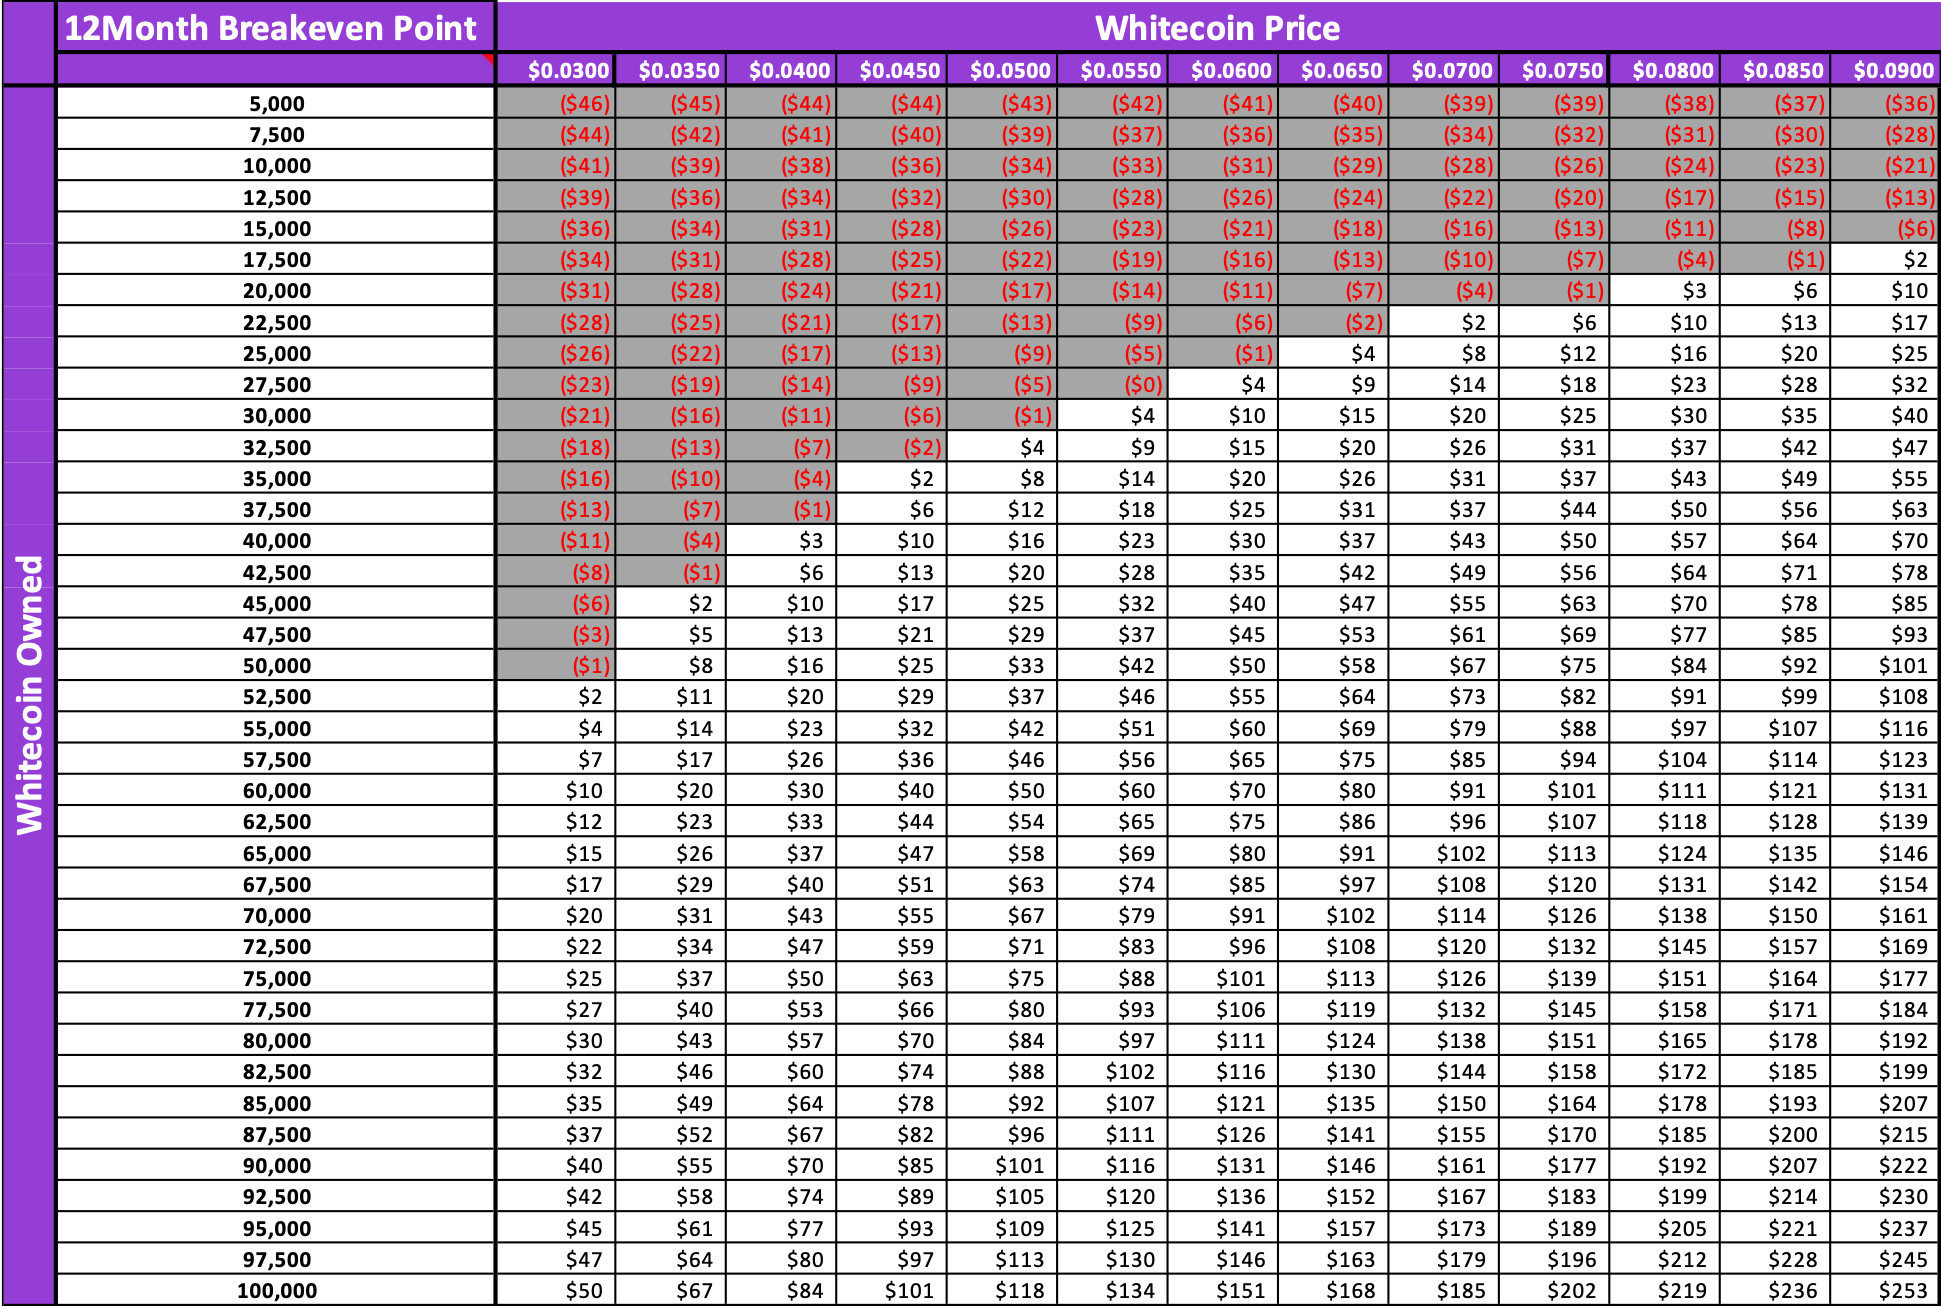 12Month Breakeven Point Whitecoin Price
$0.0300 $0.0350 $0.0400 $0.0450 $0.0500 $0.0550 $0.0600 $0.0650 $0.0700 $0.0750 $0.0800 $0.0850 $0.0900
Whitecoin Owned
5,000 ($46) ($45) ($44) ($44) ($43) ($42) ($41) ($40) ($39) ($39) ($38) ($37) ($36)
7,500 ($44) ($42) ($41) ($40) ($39) ($37) ($36) ($35) ($34) ($32) ($31) ($30) ($28)
10,000 ($41) ($39) ($38) ($36) ($34) ($33) ($31) ($29) ($28) ($26) ($24) ($23) ($21)
12,500 ($39) ($36) ($34) ($32) ($30) ($28) ($26) ($24) ($22) ($20) ($17) ($15) ($13)
15,000 ($36) ($34) ($31) ($28) ($26) ($23) ($21) ($18) ($16) ($13) ($11) ($8) ($6)
17,500 ($34) ($31) ($28) ($25) ($22) ($19) ($16) ($13) ($10) ($7) ($4) ($1) $2
20,000 ($31) ($28) ($24) ($21) ($17) ($14) ($11) ($7) ($4) ($1) $3 $6 $10
22,500 ($28) ($25) ($21) ($17) ($13) ($9) ($6) ($2) $2 $6 $10 $13 $17
25,000 ($26) ($22) ($17) ($13) ($9) ($5) ($1) $4 $8 $12 $16 $20 $25
27,500 ($23) ($19) ($14) ($9) ($5) ($0) $4 $9 $14 $18 $23 $28 $32
30,000 ($21) ($16) ($11) ($6) ($1) $4 $10 $15 $20 $25 $30 $35 $40
32,500 ($18) ($13) ($7) ($2) $4 $9 $15 $20 $26 $31 $37 $42 $47
35,000 ($16) ($10) ($4) $2 $8 $14 $20 $26 $31 $37 $43 $49 $55
37,500 ($13) ($7) ($1) $6 $12 $18 $25 $31 $37 $44 $50 $56 $63
40,000 ($11) ($4) $3 $10 $16 $23 $30 $37 $43 $50 $57 $64 $70
42,500 ($8) ($1) $6 $13 $20 $28 $35 $42 $49 $56 $64 $71 $78
45,000 ($6) $2 $10 $17 $25 $32 $40 $47 $55 $63 $70 $78 $85
47,500 ($3) $5 $13 $21 $29 $37 $45 $53 $61 $69 $77 $85 $93
50,000 ($1) $8 $16 $25 $33 $42 $50 $58 $67 $75 $84 $92 $101
52,500 $2 $11 $20 $29 $37 $46 $55 $64 $73 $82 $91 $99 $108
55,000 $4 $14 $23 $32 $42 $51 $60 $69 $79 $88 $97 $107 $116
57,500 $7 $17 $26 $36 $46 $56 $65 $75 $85 $94 $104 $114 $123
60,000 $10 $20 $30 $40 $50 $60 $70 $80 $91 $101 $111 $121 $131
62,500 $12 $23 $33 $44 $54 $65 $75 $86 $96 $107 $118 $128 $139
65,000 $15 $26 $37 $47 $58 $69 $80 $91 $102 $113 $124 $135 $146
67,500 $17 $29 $40 $51 $63 $74 $85 $97 $108 $120 $131 $142 $154
70,000 $20 $31 $43 $55 $67 $79 $91 $102 $114 $126 $138 $150 $161
72,500 $22 $34 $47 $59 $71 $83 $96 $108 $120 $132 $145 $157 $169
75,000 $25 $37 $50 $63 $75 $88 $101 $113 $126 $139 $151 $164 $177
77,500 $27 $40 $53 $66 $80 $93 $106 $119 $132 $145 $158 $171 $184
80,000 $30 $43 $57 $70 $84 $97 $111 $124 $138 $151 $165 $178 $192
82,500 $32 $46 $60 $74 $88 $102 $116 $130 $144 $158 $172 $185 $199
85,000 $35 $49 $64 $78 $92 $107 $121 $135 $150 $164 $178 $193 $207
87,500 $37 $52 $67 $82 $96 $111 $126 $141 $155 $170 $185 $200 $215
90,000 $40 $55 $70 $85 $101 $116 $131 $146 $161 $177 $192 $207 $222
92,500 $42 $58 $74 $89 $105 $120 $136 $152 $167 $183 $199 $214 $230
95,000 $45 $61 $77 $93 $109 $125 $141 $157 $173 $189 $205 $221 $237
97,500 $47 $64 $80 $97 $113 $130 $146 $163 $179 $196 $212 $228 $245
100,000 $50 $67 $84 $101 $118 $134 $151 $168 $185 $202 $219 $236 $253